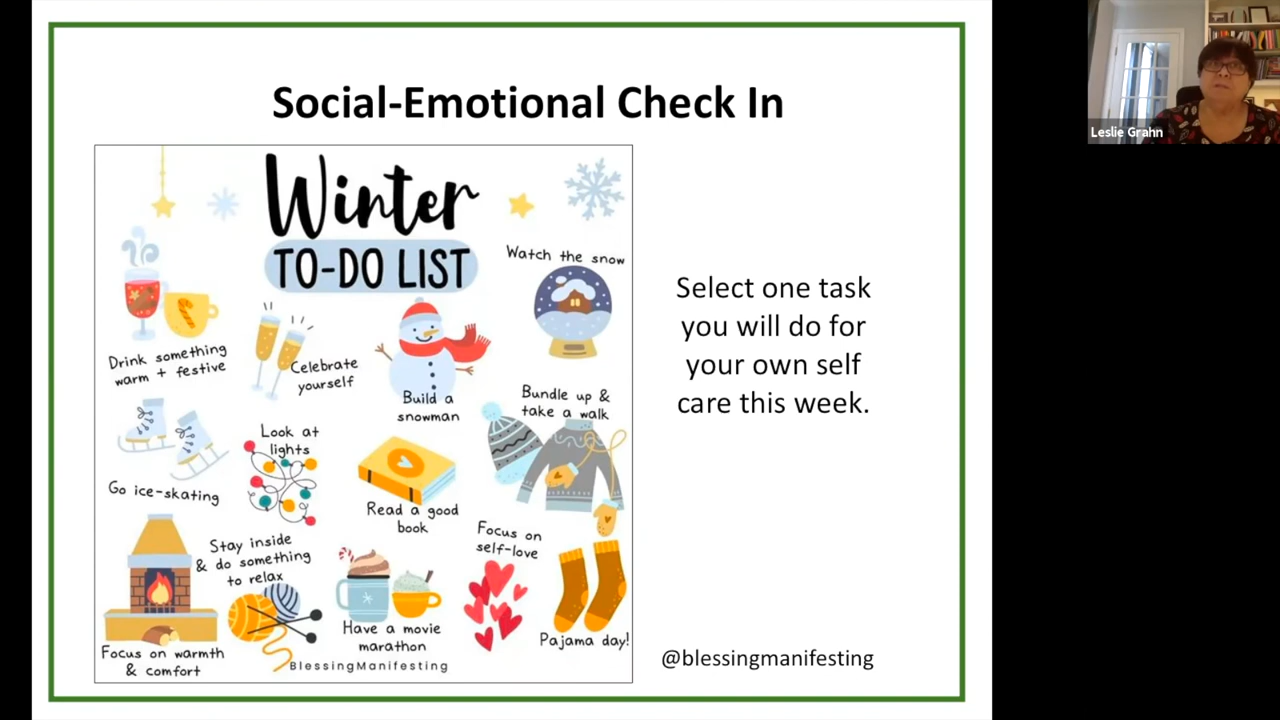 Social-Emotional Check In
Winter
TO-DO LIST
Watch the snow
Drink something
warm + festive
Celebrate
yourself
Build a
snowman
Bundle up &
take a walk
Go ice-skating
Look at
lights
Read a good
book
Stay inside
& do something
to relax
Focus on
self-love
Focus on warmth
& comfort
Have a movie
marathon
Pajama day!
BlessingManifesting
Select one task
you will do for
your own self
care this week.
@blessingmanifesting
Leslie Grahn